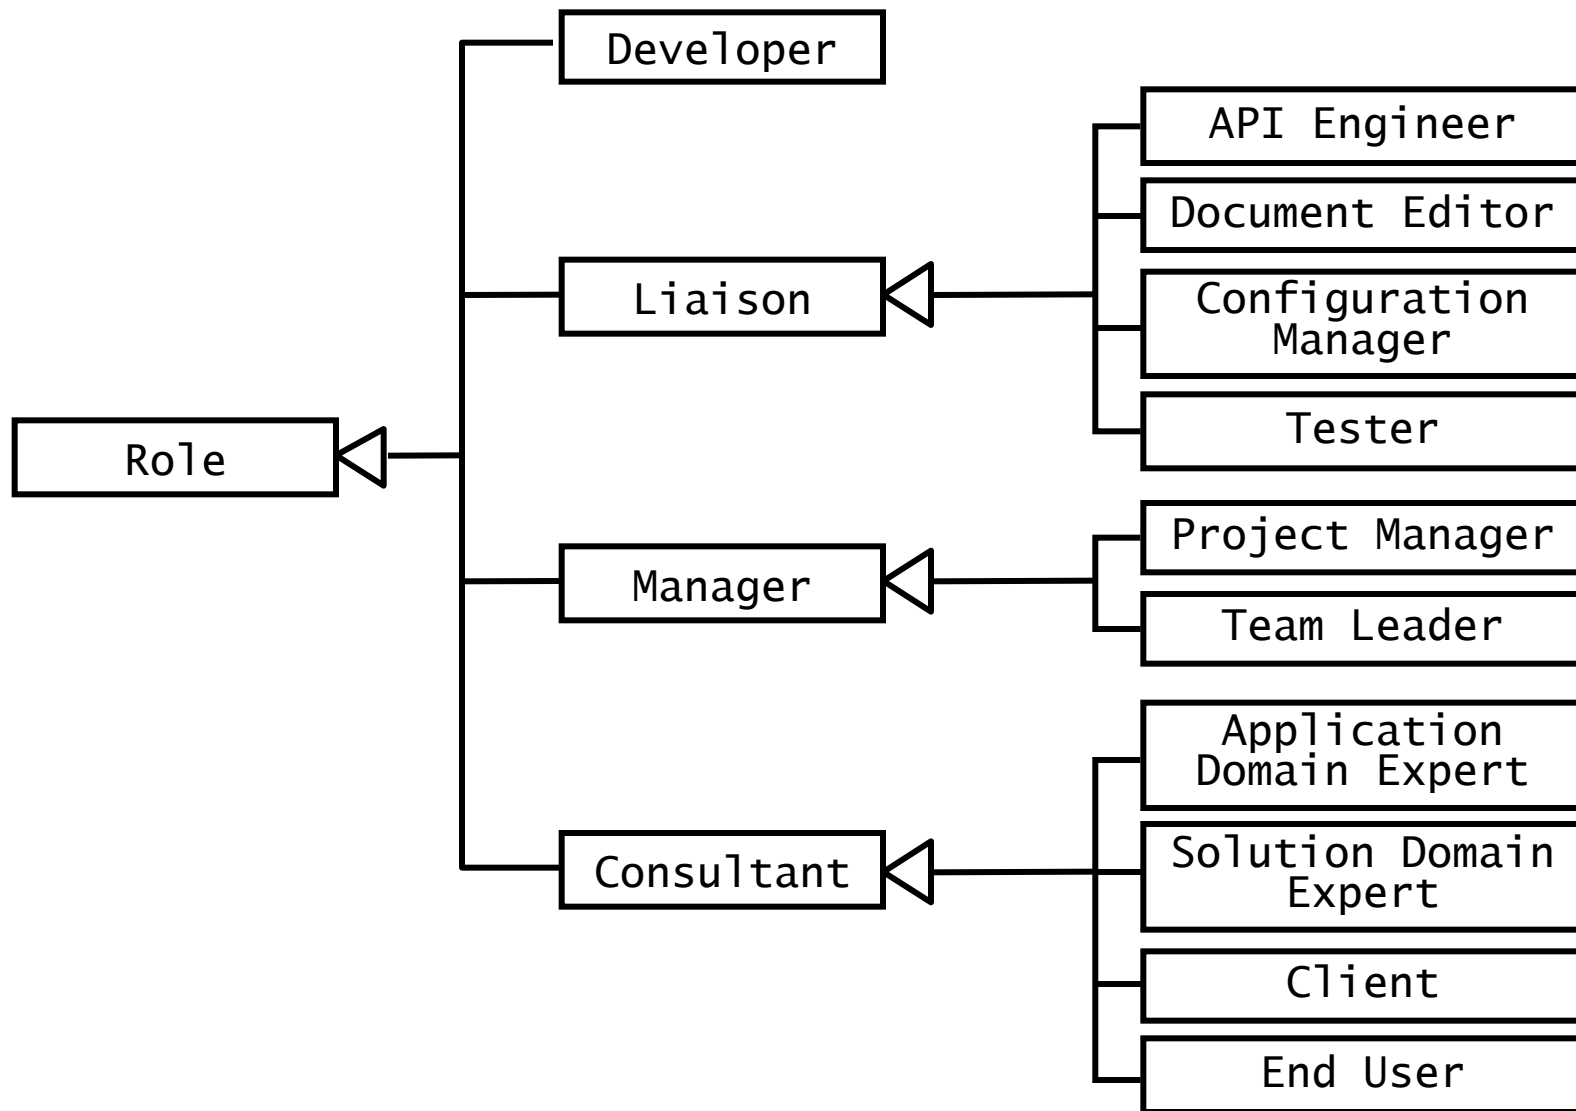 Developer
API Engineer
Document Editor
Liaison
Configuration
Manager
Tester
Role
Project Manager
Manager
Team Leader
Application
Domain Expert
Consultant
Solution Domain
Expert
Client
End User